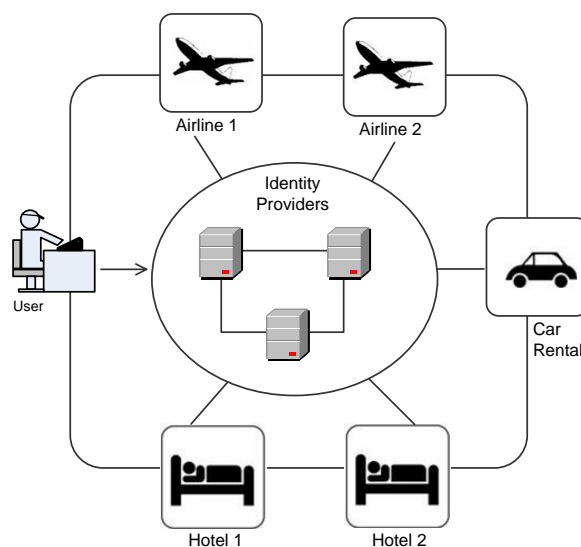 Airline 1
Airline 2
Identity
Providers
User
Car
Rental
Hotel 1
Hotel 2